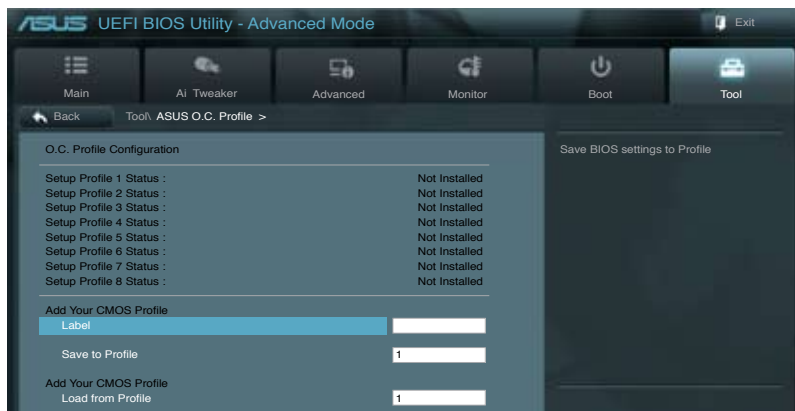 ASUS UEFI BIOS Utility - Advanced Mode
Exit
Main
Ai Tweaker
Advanced
Monitor
Boot
Tool
Back
Tool\ ASUS O.C. Profile >
O.C. Profile Configuration
Save BIOS settings to Profile
Setup Profile 1 Status : Not Installed
Setup Profile 2 Status : Not Installed
Setup Profile 3 Status : Not Installed
Setup Profile 4 Status : Not Installed
Setup Profile 5 Status : Not Installed
Setup Profile 6 Status : Not Installed
Setup Profile 7 Status : Not Installed
Setup Profile 8 Status : Not Installed
Add Your CMOS Profile
Label
Save to Profile 1
Add Your CMOS Profile
Load from Profile 1